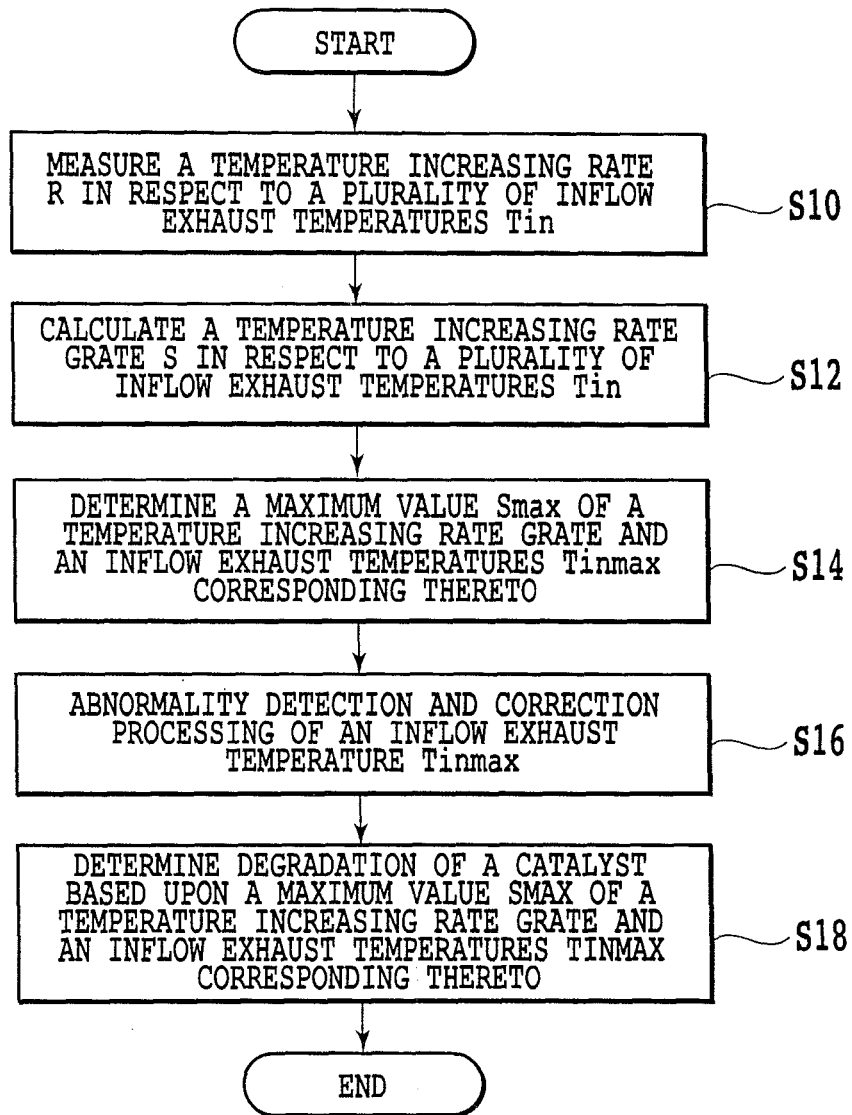 START
MEASURE A TEMPERATURE INCREASING RATE
R IN RESPECT TO A PLURALITY OF INFLOW
EXHAUST TEMPERATURES Tin
S10
CALCULATE A TEMPERATURE INCREASING RATE
GRATE S IN RESPECT TO A PLURALITY OF
INFLOW EXHAUST TEMPERATURES Tin
S12
DETERMINE A MAXIMUM VALUE Smax OF A
TEMPERATURE INCREASING RATE GRATE AND
AN INFLOW EXHAUST TEMPERATURES Tinmax
CORRESPONDING THERETO
S14
ABNORMALITY DETECTION AND CORRECTION
PROCESSING OF AN INFLOW EXHAUST
TEMPERATURE Tinmax
S16
DETERMINE DEGRADATION OF A CATALYST
BASED UPON A MAXIMUM VALUE SMAX OF A
TEMPERATURE INCREASING RATE GRATE AND
AN INFLOW EXHAUST TEMPERATURES TINMAX
CORRESPONDING THERETO
S18
END